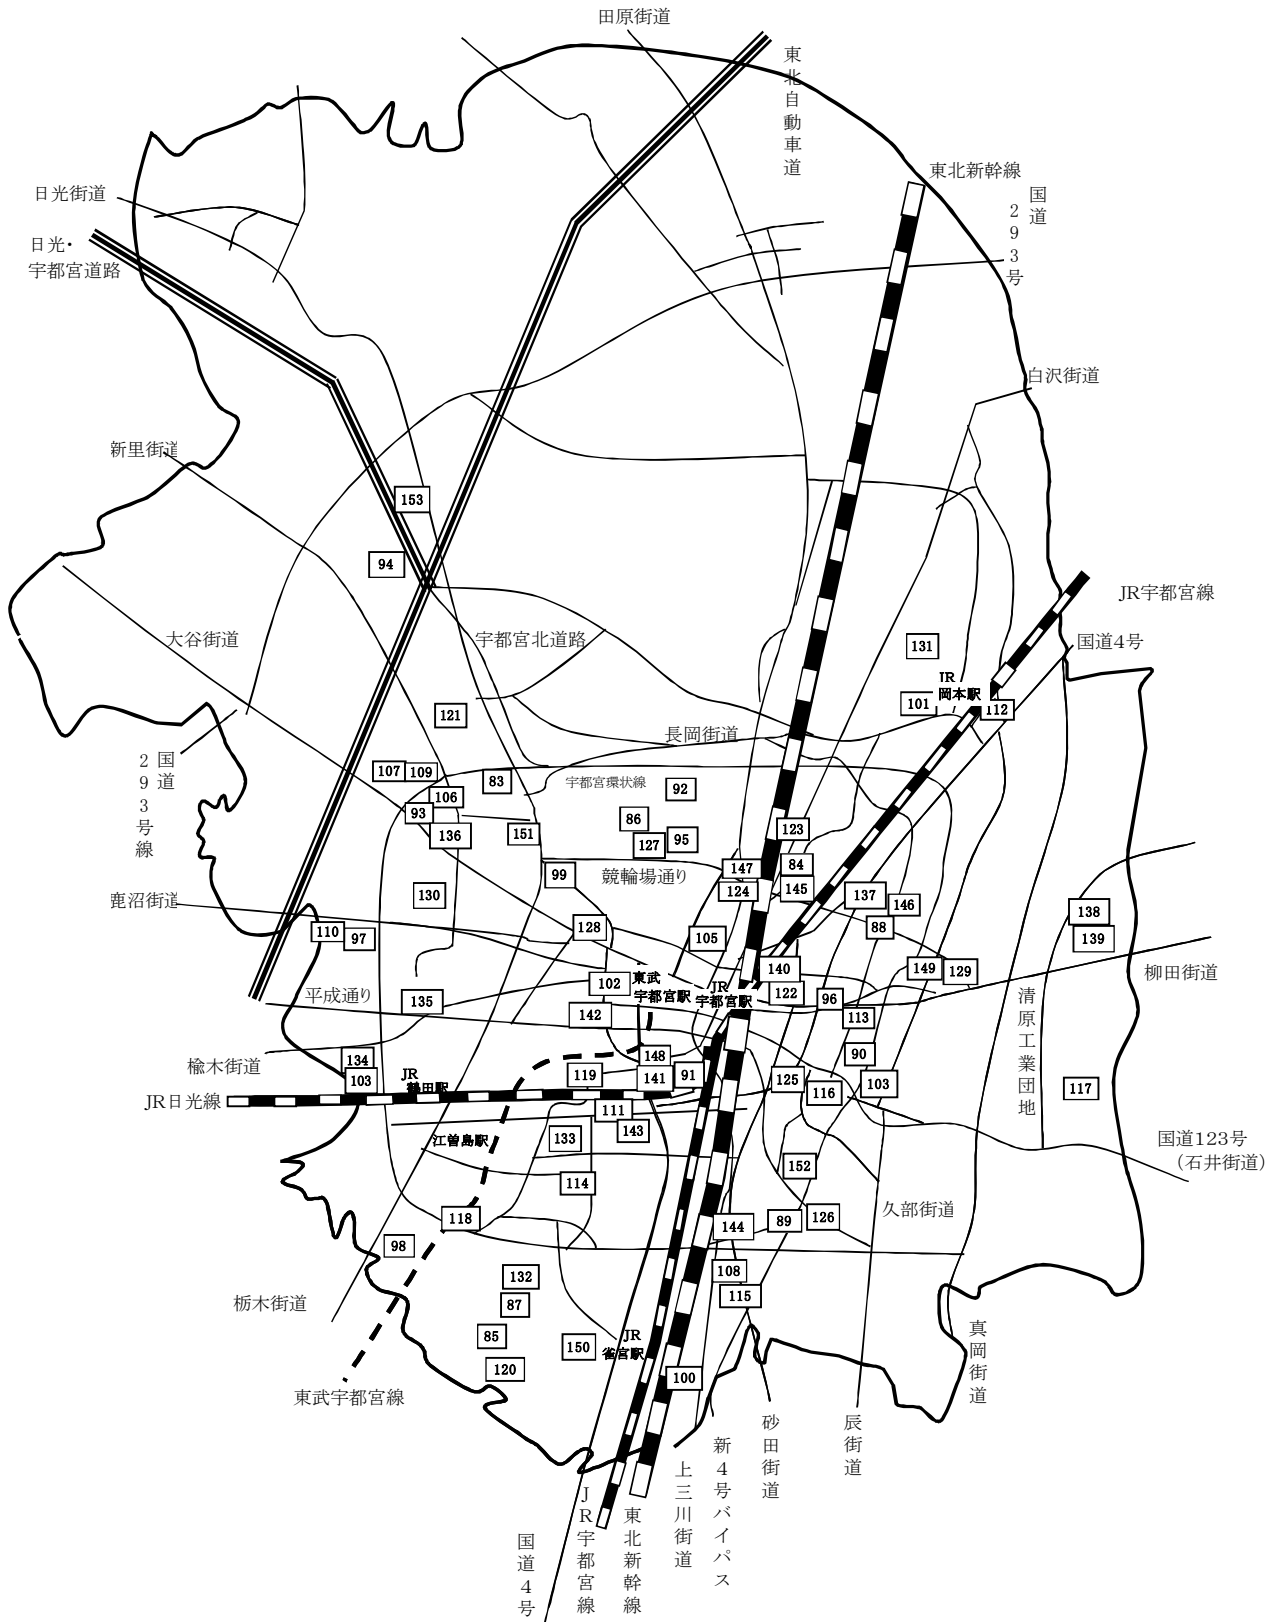 田原街道
東北自動車道
東北新幹線
国道
293号
日光街道
日光・
宇都宮道路
白沢街道
新里街道
153
94
JR宇都宮線
大谷街道
宇都宮北道路
国道4号
131
JR
岡本駅
101
112
121
長岡街道
国道
293号線
107
109
83
宇都宮環状線
92
106
93
86
123
136
151
127
95
147
84
99
競輪場通り
124
145
130
137
146
138
鹿沼街道
128
88
110
97
105
139
柳田街道
140
149
129
102
東武
宇都宮駅
JR
宇都宮駅
122
96
平成通り
135
142
113
清原工業団地
楡木街道
134
148
90
103
JR
鶴田駅
119
141
91
125
103
116
117
JR日光線
111
江曽島駅
133
143
国道123号
(石井街道)
152
114
118
144
89
126
久部街道
98
132
108
栃木街道
87
115
85
150
JR
雀宮駅
真岡街道
120
100
東武宇都宮線
砂田街道
辰街道
新4号バイパス
上三川街道
東北新幹線
JR宇都宮線
国道4号